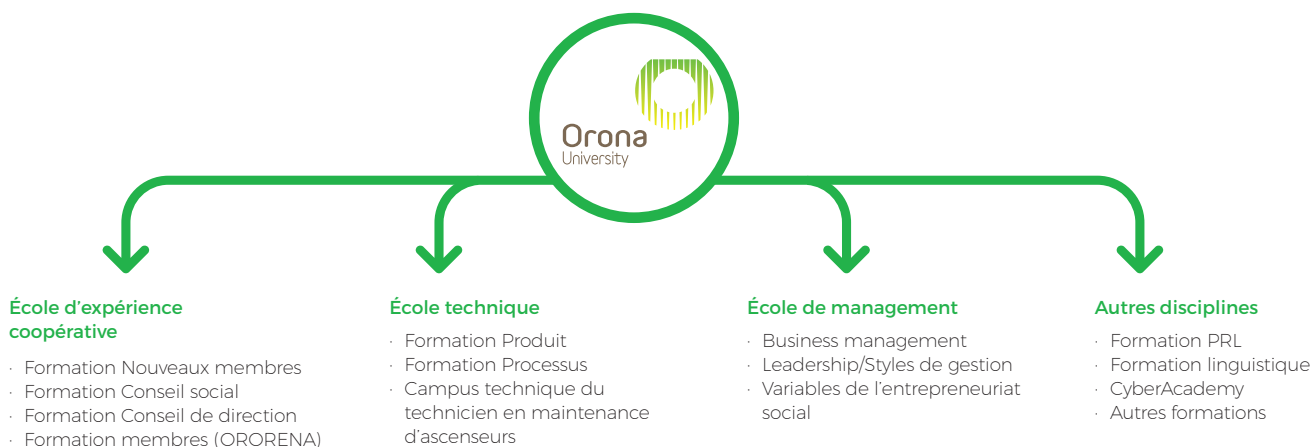 Orona
University
École d’expérience
coopérative
· Formation Nouveaux membres
· Formation Conseil social
· Formation Conseil de direction
· Formation membres (ORORENA)
École technique
· Formation Produit
· Formation Processus
· Campus technique du
technicien en maintenance
d’ascenseurs
École de management
· Business management
· Leadership/Styles de gestion
· Variables de l’entrepreneuriat
social
Autres disciplines
· Formation PRL
· Formation linguistique
· CyberAcademy
· Autres formations